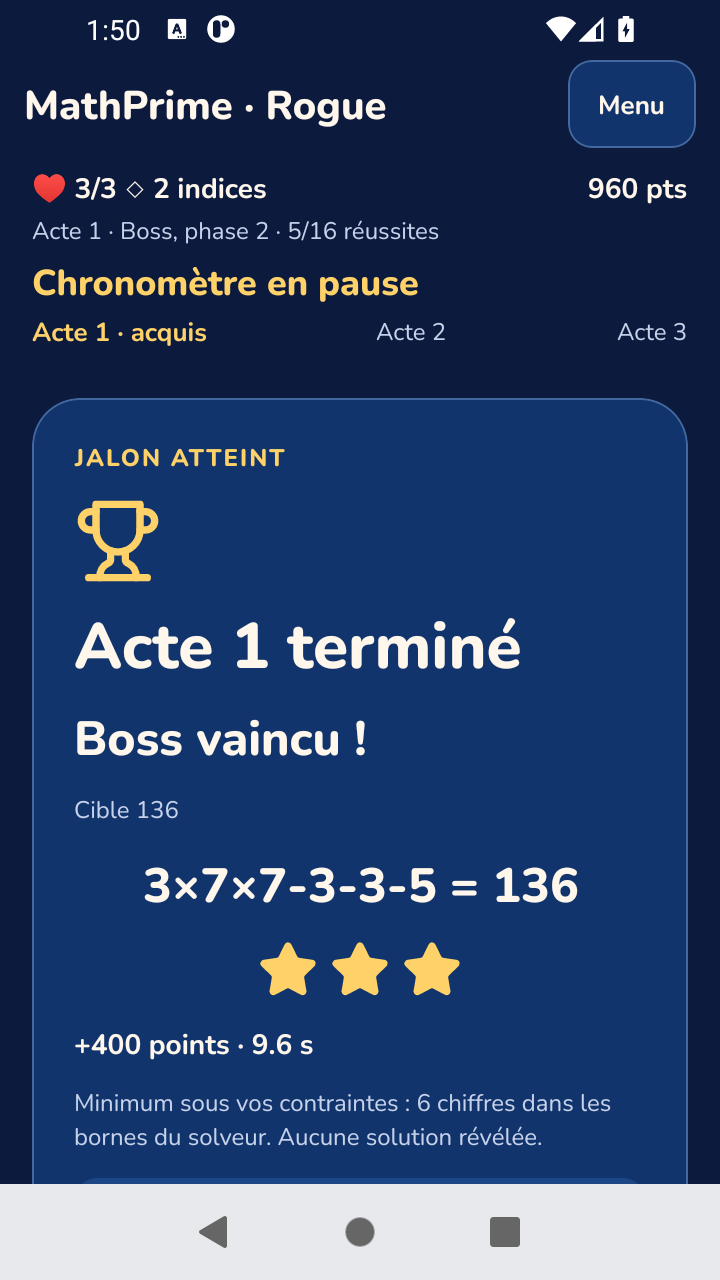 1:50
MathPrime · Rogue
Menu
3/3 ◇ 2 indices
960 pts
Acte 1 · Boss, phase 2 · 5/16 réussites
Chronomètre en pause
Acte 1 · acquis
Acte 2
Acte 3
JALON ATTEINT
Acte 1 terminé
Boss vaincu !
Cible 136
3×7×7-3-3-5 = 136
+400 points · 9.6 s
Minimum sous vos contraintes : 6 chiffres dans les
bornes du solveur. Aucune solution révélée.